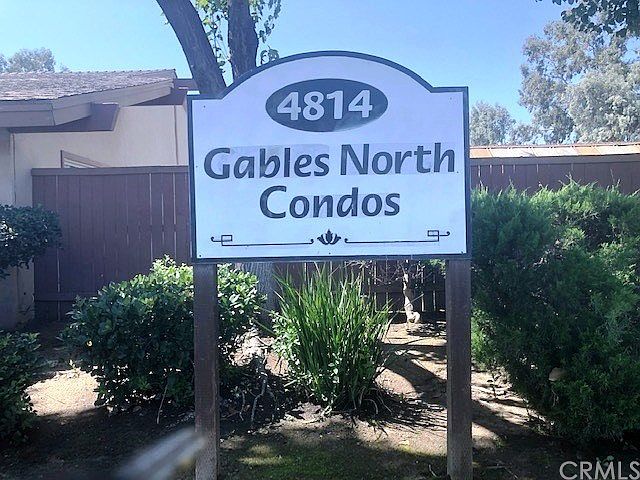 4814
Gables North
Condos
CRMLS